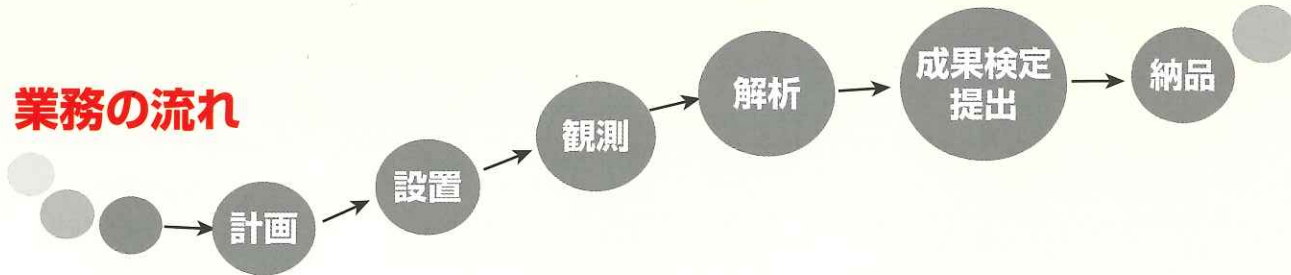 業務の流れ
計画
設置
観測
解析
成果検定
提出
納品